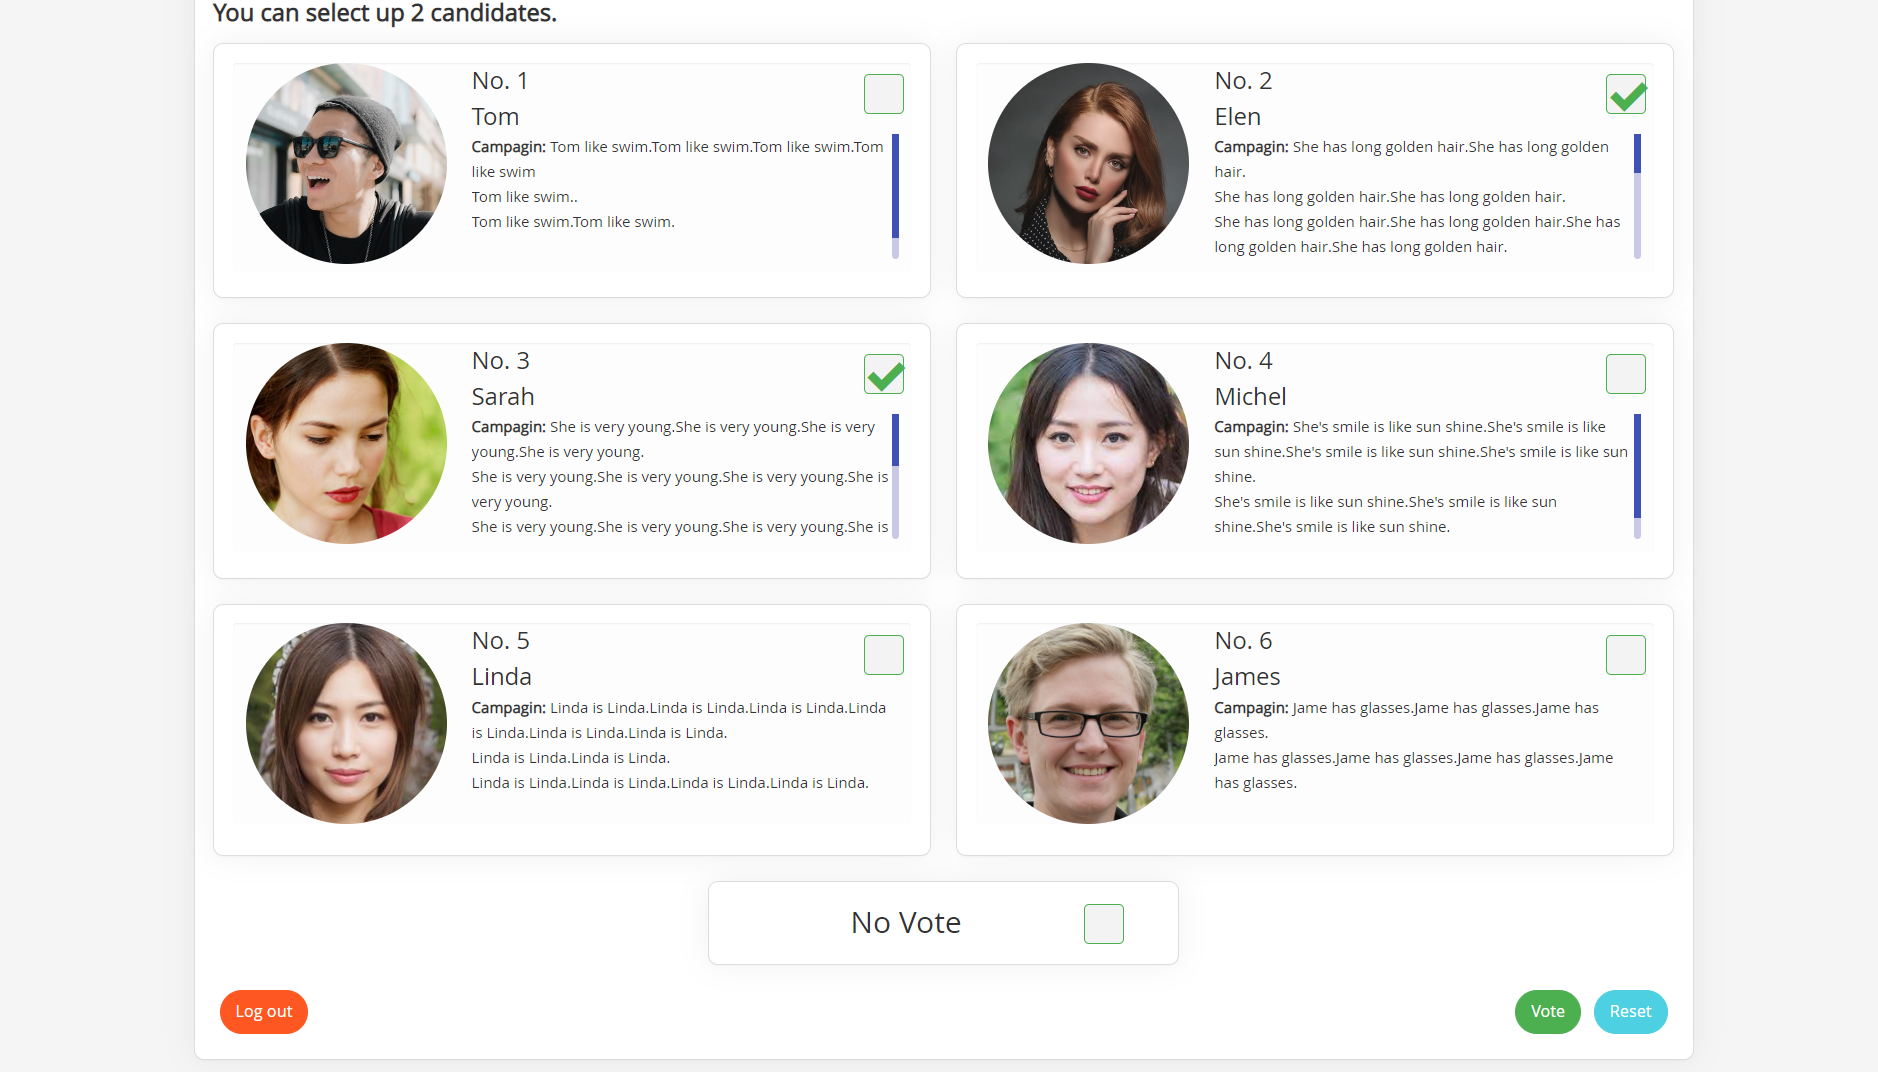 You can select up 2 candidates.
No. 1
Tom
Campagin: Tom like swim.Tom like swim.Tom like swim.Tom
like swim
Tom like swim..
Tom like swim.Tom like swim.
No. 2
Elen
Campagin: She has long golden hair.She has long golden
hair.
She has long golden hair.She has long golden hair.
She has long golden hair.She has long golden hair.She has
long golden hair.She has long golden hair.
No. 3
Sarah
Campagin: She is very young.She is very young.She is very
young.She is very young.
She is very young.She is very young.She is very young.She is
very young.
She is very young.She is very young.She is very young.She is
No. 4
Michel
Campagin: She's smile is like sun shine.She's smile is like
sun shine.She's smile is like sun shine.She's smile is like sun
shine.
She's smile is like sun shine.She's smile is like sun
shine.She's smile is like sun shine.
No. 5
Linda
Campagin: Linda is Linda.Linda is Linda.Linda is Linda.Linda
is Linda.Linda is Linda.Linda is Linda.
Linda is Linda.Linda is Linda.
Linda is Linda.Linda is Linda.Linda is Linda.Linda is Linda.
No. 6
James
Campagin: Jame has glasses.Jame has glasses.Jame has
glasses.
Jame has glasses.Jame has glasses.Jame has glasses.Jame
has glasses.
No Vote
Log out
Vote
Reset